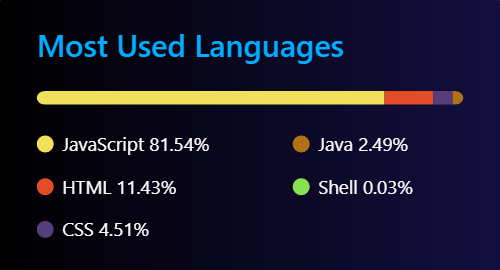 Most Used Languages
JavaScript 81.54%
HTML 11.43%
CSS 4.51%
Java 2.49%
Shell 0.03%